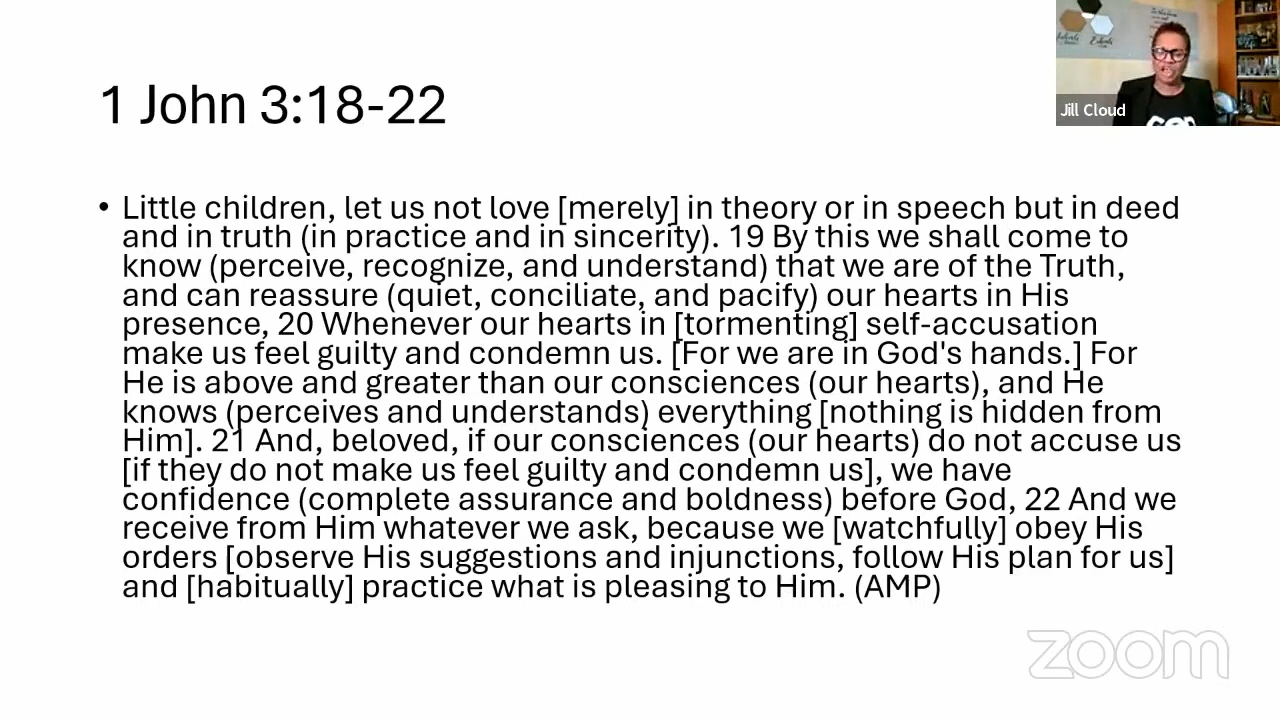 1 John 3:18-22
Jill Cloud
• Little children, let us not love [merely] in theory or in speech but in deed
and in truth (in practice and in sincerity). 19 By this we shall come to
know (perceive, recognize, and understand) that we are of the Truth,
and can reassure (quiet, conciliate, and pacify) our hearts in His
presence, 20 Whenever our hearts in [tormenting] self-accusation
make us feel guilty and condemn us. [For we are in God's hands.] For
He is above and greater than our consciences (our hearts), and He
knows (perceives and understands) everything [nothing is hidden from
Him]. 21 And, beloved, if our consciences (our hearts) do not accuse us
[if they do not make us feel guilty and condemn us], we have
confidence (complete assurance and boldness) before God, 22 And we
receive from Him whatever we ask, because we [watchfully] obey His
orders [observe His suggestions and injunctions, follow His plan for us]
and [habitually] practice what is pleasing to Him. (AMP)
zoom